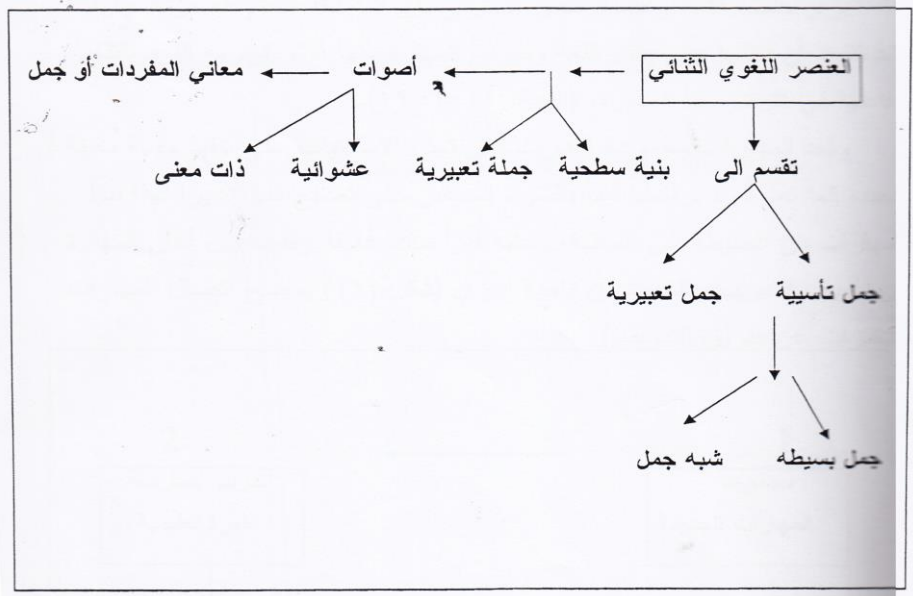 العنصر اللغوي الثنائي أصوات معاني المفردات أو جمل
تقسم الى بنية سطحية جملة تعبيرية عشوائية ذات معنى
جمل تأسيية جمل تعبيرية
جمل بسيطه شبه جمل